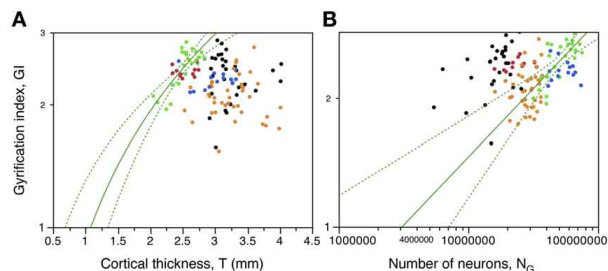 A
B
Gyrification index, GI
3
2
1
0.5 1 1.5 2 2.5 3 3.5 4 4.5
Cortical thickness, T (mm)
2
1
1000000 4000000 10000000 100000000
Number of neurons, NG